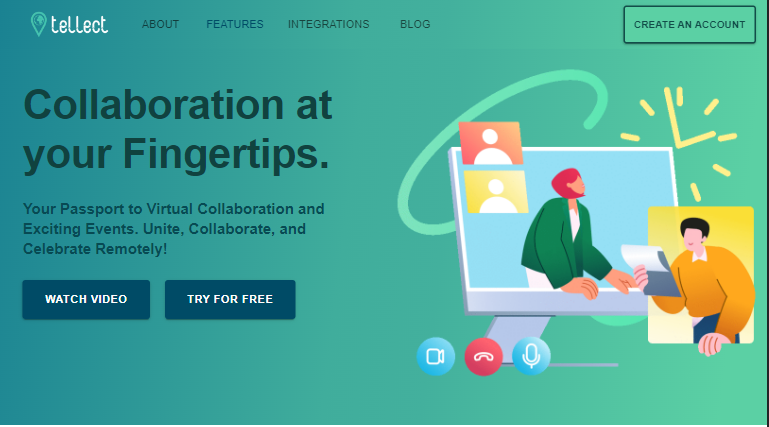 tellect
ABOUT
FEATURES
INTEGRATIONS
BLOG
CREATE AN ACCOUNT
Collaboration at
your Fingertips.
Your Passport to Virtual Collaboration and
Exciting Events. Unite, Collaborate, and
Celebrate Remotely!
WATCH VIDEO
TRY FOR FREE